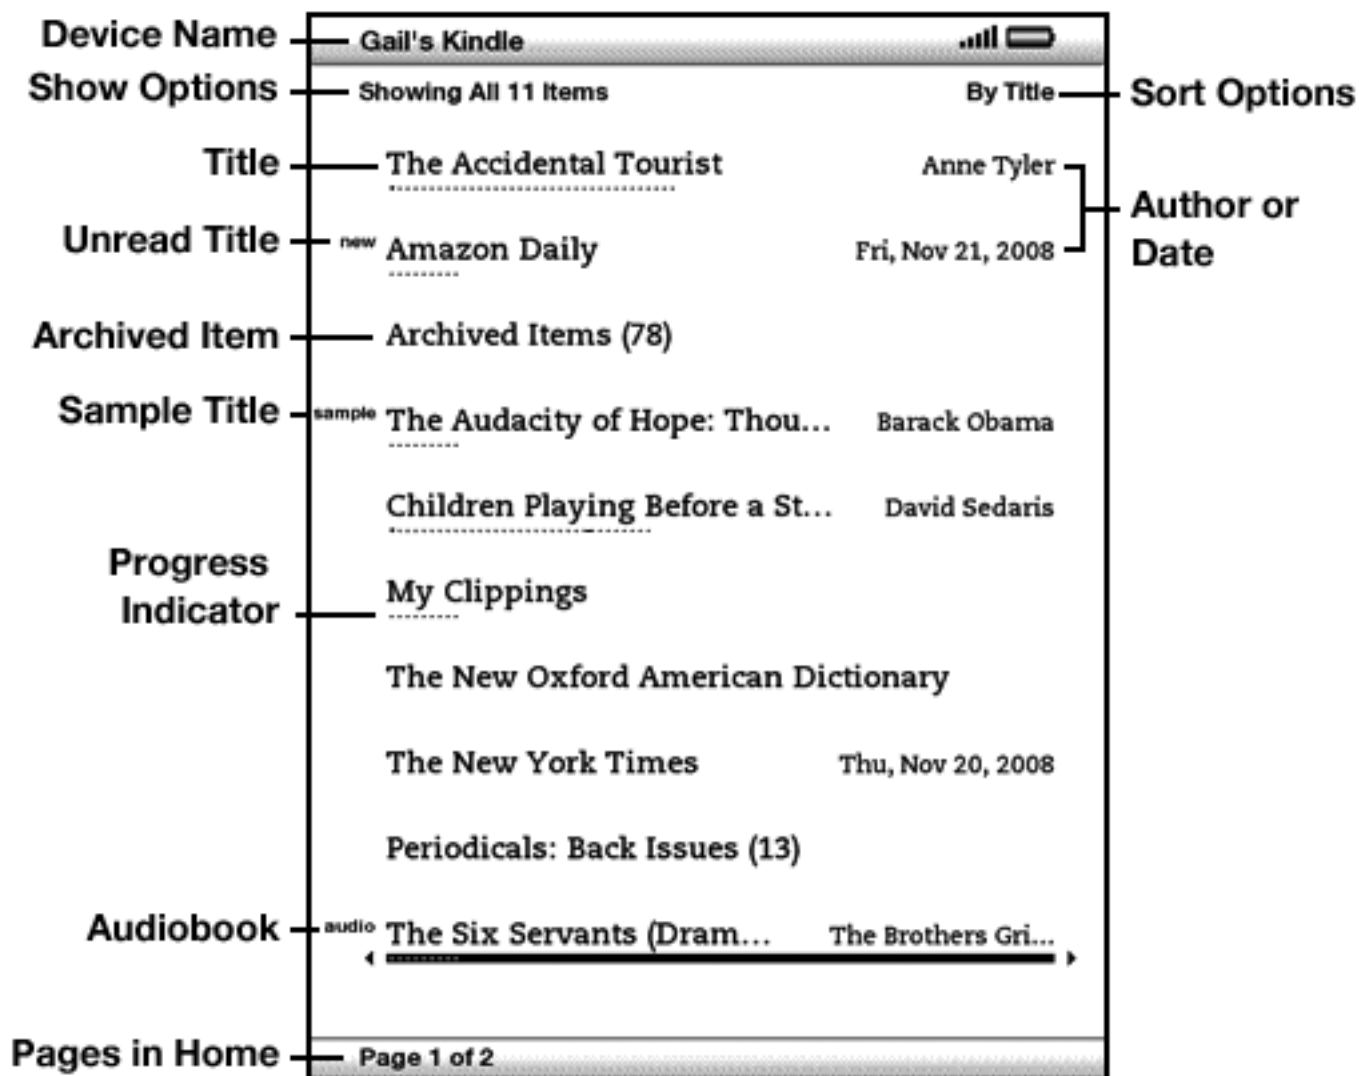 Device Name
Gail's Kindle
Show Options
Showing All 11 Items
By Title
Sort Options
Title
The Accidental Tourist
Anne Tyler
Author or
Date
Unread Title
new
Amazon Daily
Fri, Nov 21, 2008
Archived Item
Archived Items (78)
Sample Title
sample
The Audacity of Hope: Thou...
Barack Obama
Children Playing Before a St...
David Sedaris
Progress
Indicator
My Clippings
The New Oxford American Dictionary
The New York Times
Thu, Nov 20, 2008
Periodicals: Back Issues (13)
Audiobook
audio
The Six Servants (Dram...
The Brothers Gri...
Pages in Home
Page 1 of 2